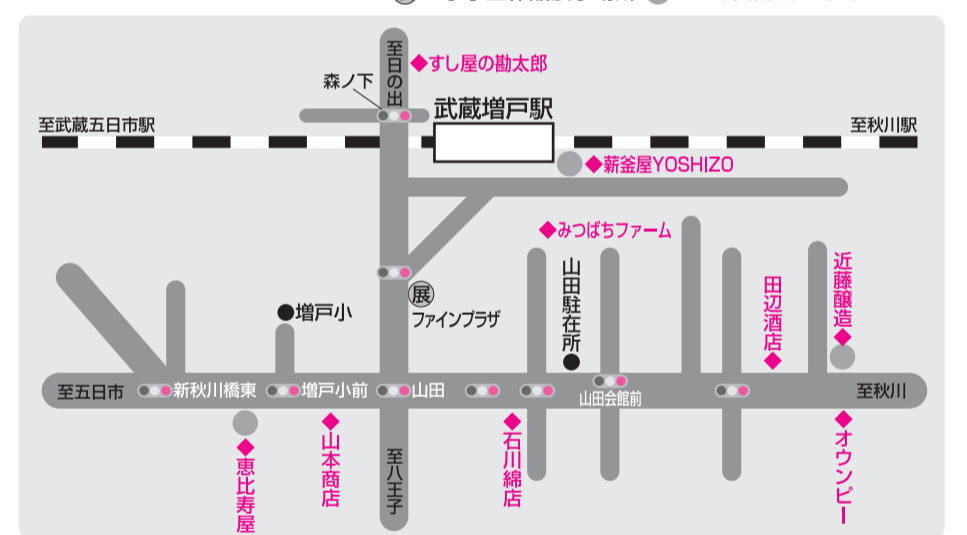 至日の出
◆すし屋の勘太郎
森ノ下
武蔵増戸駅
至武蔵五日市駅
至秋川駅
◆薪釜屋YOSHIZO
◆みつばちファーム
山田駐在所●
近藤醸造◆
田辺酒店◆
展
ファインプラザ
●増戸小
至五日市
新秋川橋東
増戸小前
山田
山田会館前
至秋川
◆恵比寿屋
◆山本商店
至八王子
◆石川綿店
◆オウンビー